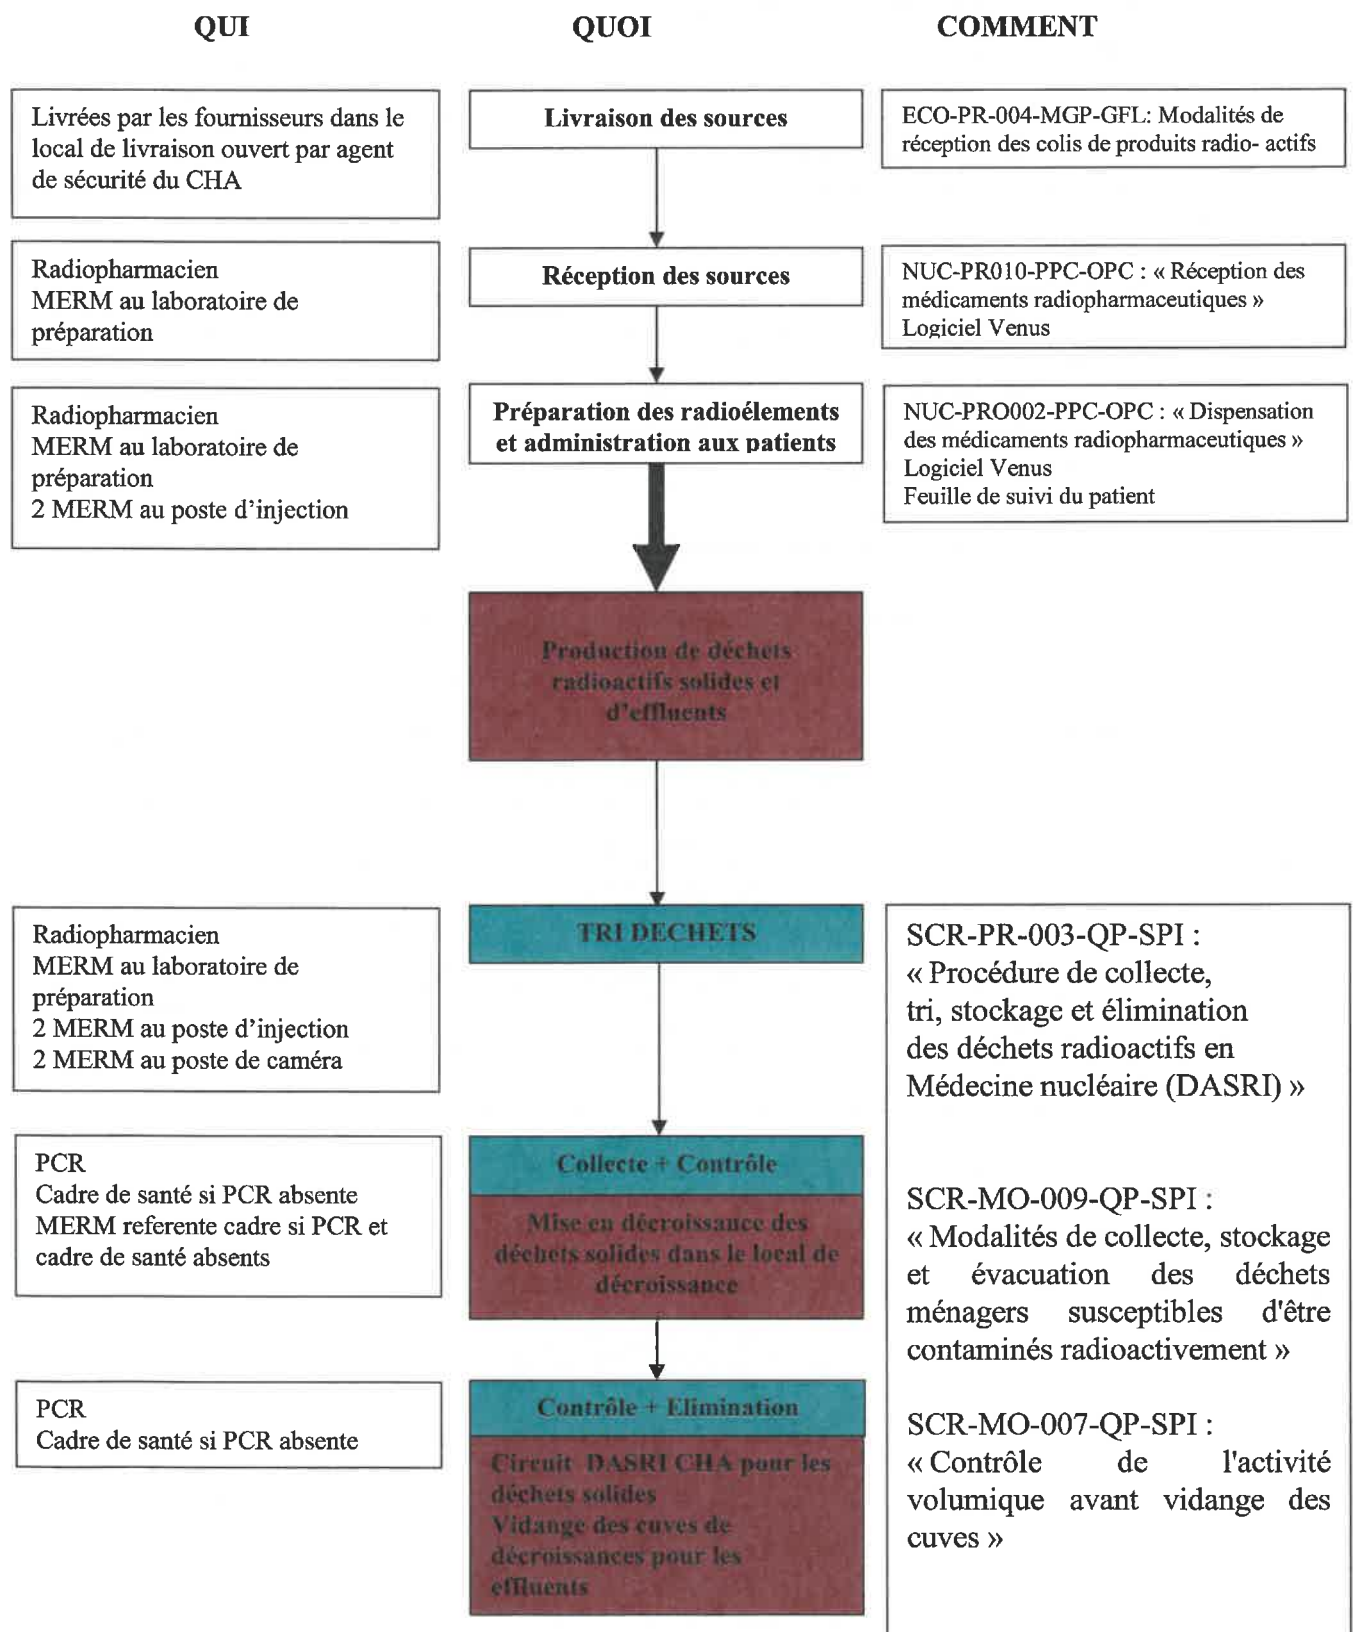 QUI
QUOI
COMMENT
Livrées par les fournisseurs dans le
local de livraison ouvert par agent
de sécurité du CHA
Livraison des sources
ECO-PR-004-MGP-GFL: Modalités de
réception des colis de produits radio- actifs
Radiopharmacien
MERM au laboratoire de
préparation
Réception des sources
NUC-PR010-PPC-OPC : « Réception des
médicaments radiopharmaceutiques »
Logiciel Venus
Radiopharmacien
MERM au laboratoire de
préparation
2 MERM au poste d'injection
Préparation des radioélements
et administration aux patients
NUC-PRO002-PPC-OPC : « Dispensation
des médicaments radiopharmaceutiques »
Logiciel Venus
Feuille de suivi du patient
Production de déchets
radioactifs solides et
d'effluents
Radiopharmacien
MERM au laboratoire de
préparation
2 MERM au poste d'injection
2 MERM au poste de caméra
TRI DECHETS
SCR-PR-003-QP-SPI :
« Procédure de collecte,
tri, stockage et élimination
des déchets radioactifs en
Médecine nucléaire (DASRI) »
PCR
Cadre de santé si PCR absente
MERM referente cadre si PCR et
cadre de santé absents
Collecte + Contrôle
Mise en décroissance des
déchets solides dans le local de
décroissance
SCR-MO-009-QP-SPI :
« Modalités de collecte, stockage
et évacuation des déchets
ménagers susceptibles d'être
contaminés radioactivement »
PCR
Cadre de santé si PCR absente
Contrôle + Elimination
Circuit DASRI CHA pour les
déchets solides
Vidange des cuves de
décroissances pour les
effluents
SCR-MO-007-QP-SPI :
« Contrôle de l'activité
volumique avant vidange des
cuves »